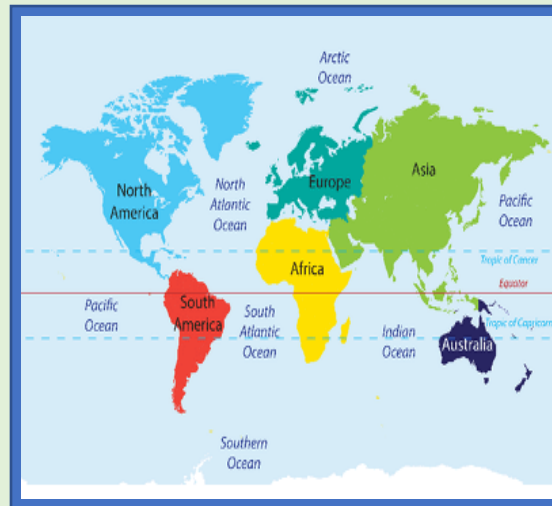 Arctic
Ocean
North
America
North
Atlantic
Ocean
Europe
Asia
Pacific
Ocean
Africa
Tropic of Cancer
Equator
Pacific
Ocean
South
America
South
Atlantic
Ocean
Indian
Ocean
Tropic of Capricorn
Australia
Southern
Ocean